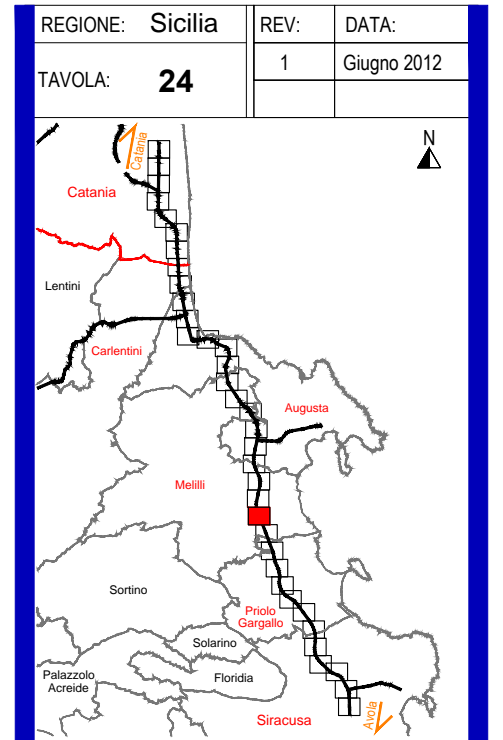 REGIONE: Sicilia REV: DATA:
1 Giugno 2012
TAVOLA: 24
N
Catania
Catania
Lentini
Carlentini
Augusta
Melilli
Sortino
Priolo
Gargallo
Solarino
Palazzolo
Acreide
Floridia
Siracusa
Avola